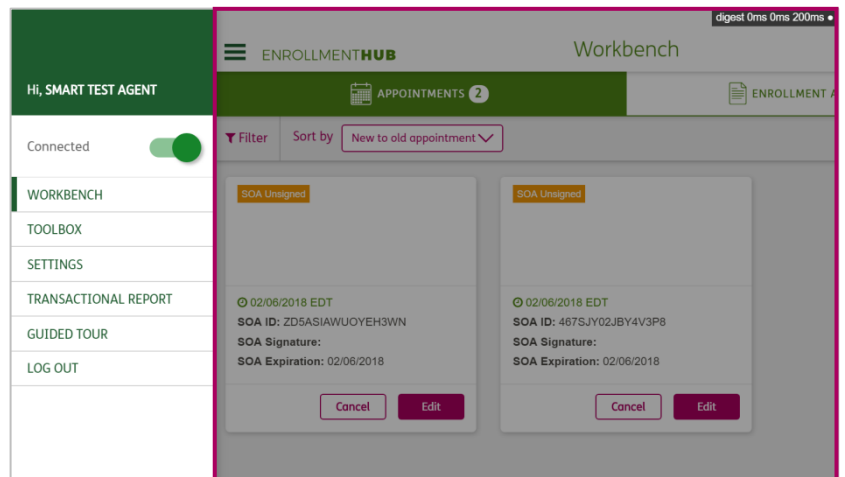 digest 0ms 0ms 200ms
ENROLLMENTHUB
Workbench
Hi, SMART TEST AGENT
APPOINTMENTS 2
ENROLLMENT A
Connected
Filter
Sort by
New to old appointment
WORKBENCH
TOOLBOX
SETTINGS
TRANSACTIONAL REPORT
GUIDED TOUR
LOG OUT
SOA Unsigned
02/06/2018 EDT
SOA ID: ZD5ASIAWUOYEH3WN
SOA Signature:
SOA Expiration: 02/06/2018
Cancel
Edit
SOA Unsigned
02/06/2018 EDT
SOA ID: 467SJY02JBY4V3P8
SOA Signature:
SOA Expiration: 02/06/2018
Cancel
Edit